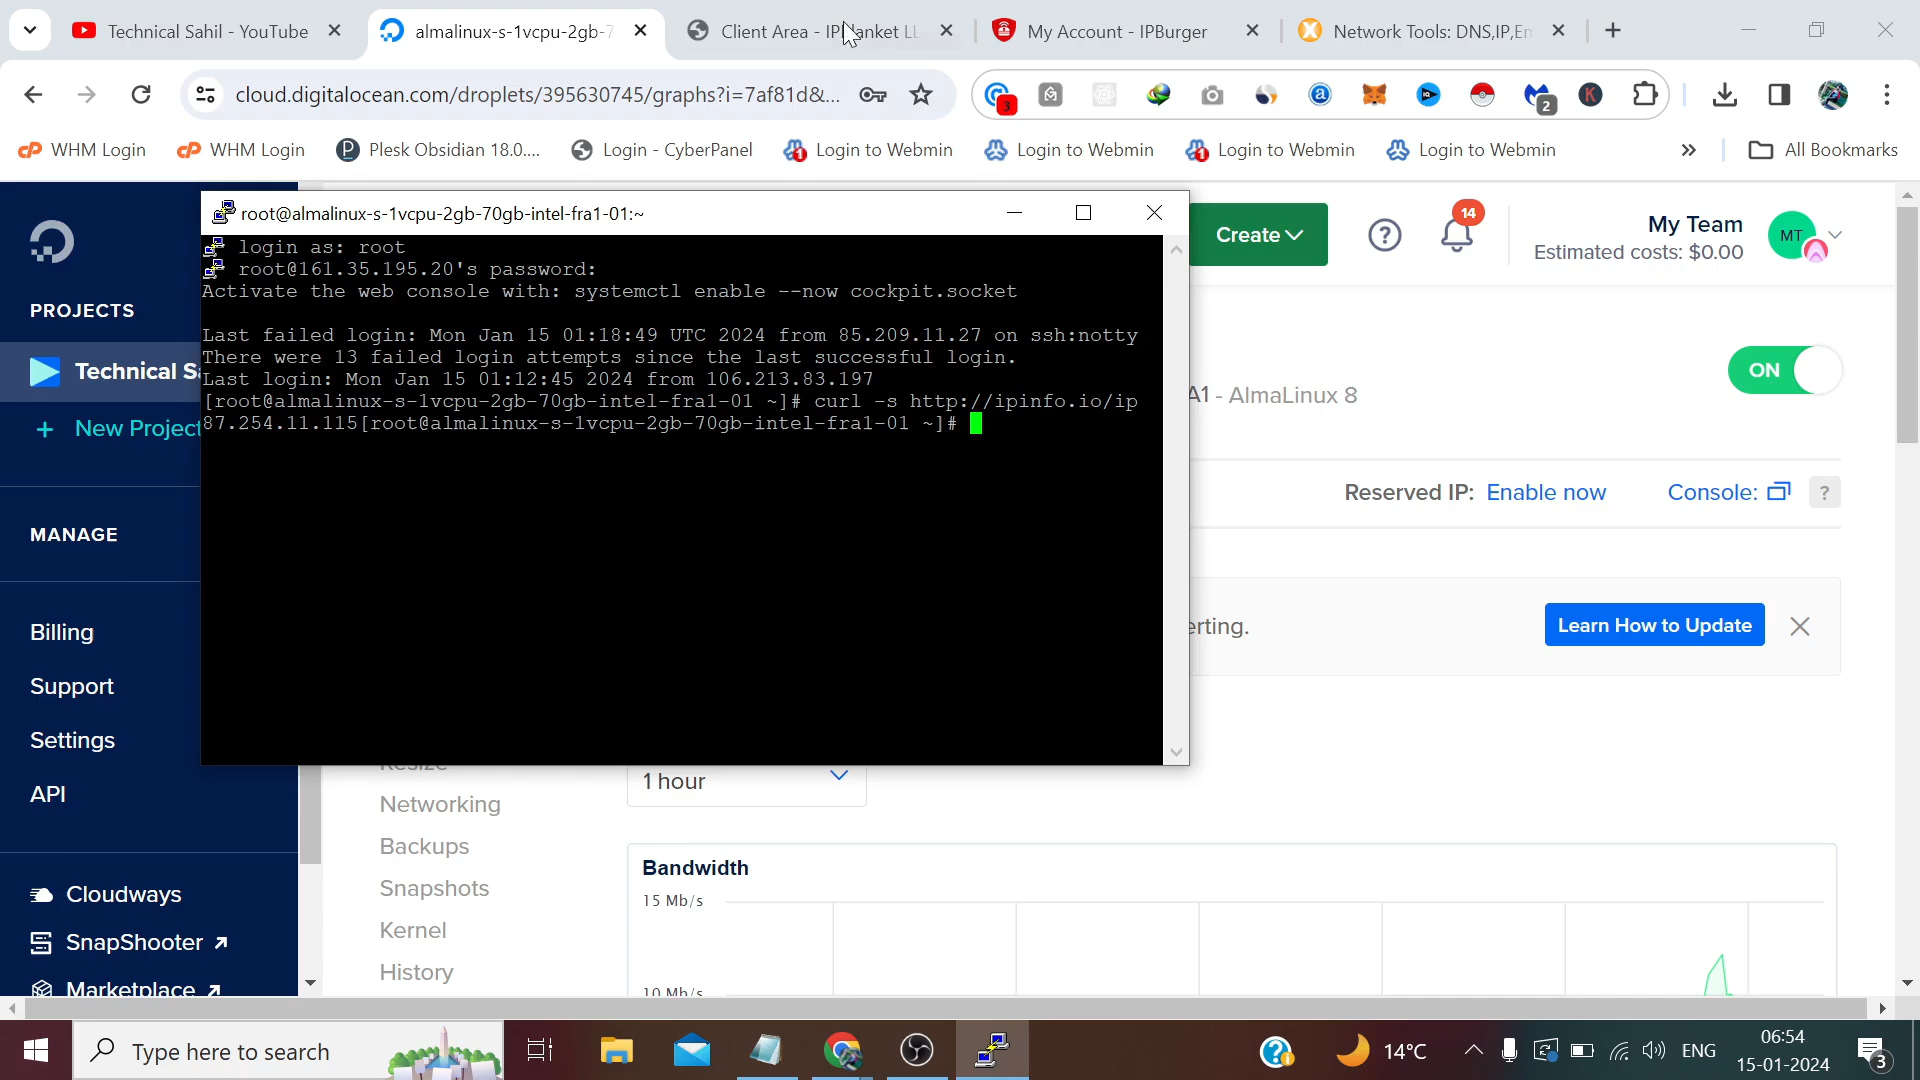 Technical Sahil - YouTube
almalinux-s-1vcpu-2gb-7
Client Area - IPBlanket LL
My Account - IPBurger
Network Tools: DNS,IP,Em
cloud.digitalocean.com/droplets/395630745/graphs?i=7af81d&...
3
2
WHM Login
WHM Login
Plesk Obsidian 18.0....
Login - CyberPanel
Login to Webmin
Login to Webmin
Login to Webmin
Login to Webmin
All Bookmarks
root@almalinux-s-1vcpu-2gb-70gb-intel-fra1-01:~
login as: root
root@161.35.195.20's password:
Activate the web console with: systemctl enable --now cockpit.socket
Last failed login: Mon Jan 15 01:18:49 UTC 2024 from 85.209.11.27 on ssh:notty
There were 13 failed login attempts since the last successful login.
Last login: Mon Jan 15 01:12:45 2024 from 106.213.83.197
[root@almalinux-s-1vcpu-2gb-70gb-intel-fra1-01 ~]# curl -s http://ipinfo.io/ip
87.254.11.115[root@almalinux-s-1vcpu-2gb-70gb-intel-fra1-01 ~]#
Create
14
My Team
Estimated costs: $0.00
MT
PROJECTS
Technical Sa
+ New Project
MANAGE
Billing
Support
Settings
API
Cloudways
SnapShooter
Marketplace
A1 - AlmaLinux 8
ON
Reserved IP: Enable now
Console:
?
erting.
Learn How to Update
Resize
Networking
Backups
Snapshots
Kernel
History
1 hour
Bandwidth
15 Mb/s
10 Mb/s
Type here to search
14°C
ENG
06:54
15-01-2024
3